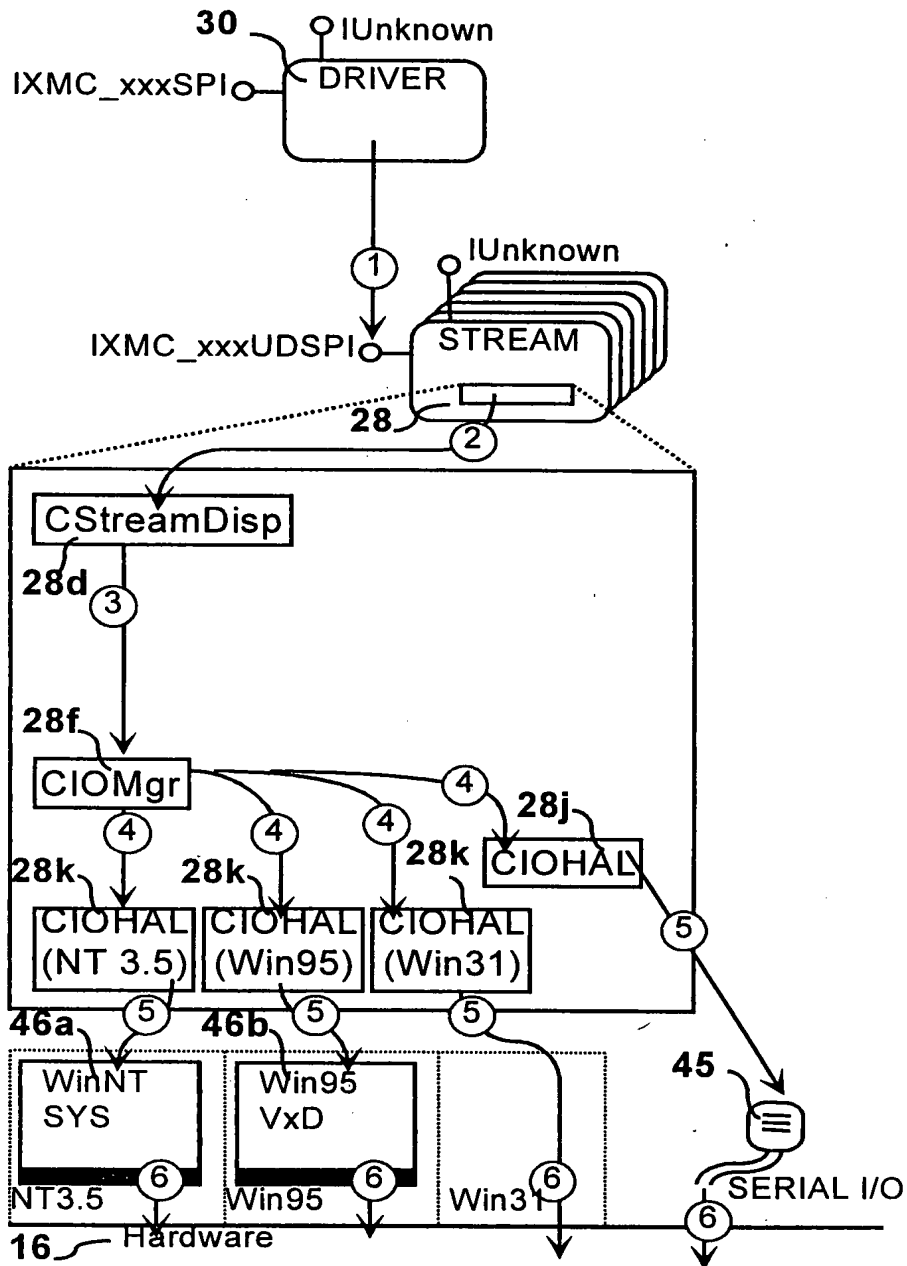 30
IUnknown
IXMC_xxxSPI
DRIVER
1
IUnknown
IXMC_xxxUDSPI
STREAM
28
2
CStreamDisp
28d
3
28f
CIOMgr
4
4
4
4
28j
CIOHAL
28k
28k
28k
CIOHAL
(NT 3.5)
CIOHAL
(Win95)
CIOHAL
(Win31)
5
5
5
5
46a
46b
45
WinNT
SYS
Win95
VxD
6
6
6
6
NT3.5
Win95
Win31
SERIAL I/O
16
Hardware